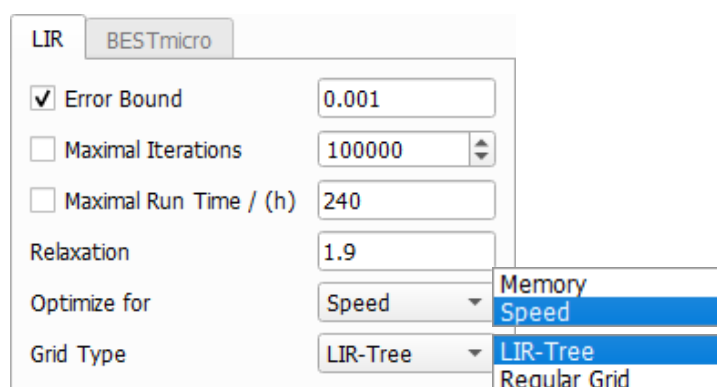 LIR BESTmicro
Error Bound 0.001
Maximal Iterations 100000
Maximal Run Time / (h) 240
Relaxation 1.9
Memory
Optimize for Speed Speed
Grid Type LIR-Tree LIR-Tree
Regular Grid